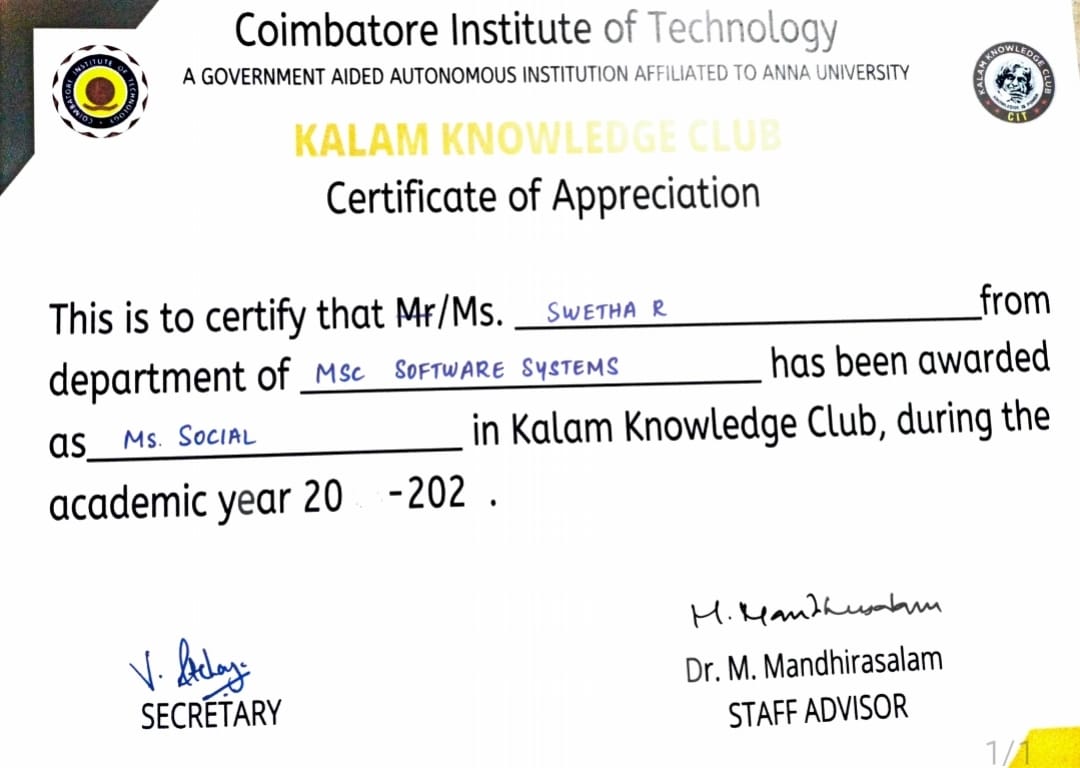 Coimbatore Institute of Technology
A GOVERNMENT AIDED AUTONOMOUS INSTITUTION AFFILIATED TO ANNA UNIVERSITY
COIMBATORE INSTITUTE OF TECHNOLOGY
KALAM KNOWLEDGE CLUB
KNOWLEDGE IS POWER
CIT
KALAM KNOWLEDGE CLUB
Certificate of Appreciation
This is to certify that Mr/Ms. SWETHA R from
department of MSc SOFTWARE SYSTEMS has been awarded
as Ms. SOCIAL in Kalam Knowledge Club, during the
academic year 20 -202 .
M. Mandhirasalam
V.
Dr. M. Mandhirasalam
SECRETARY
STAFF ADVISOR
1/1